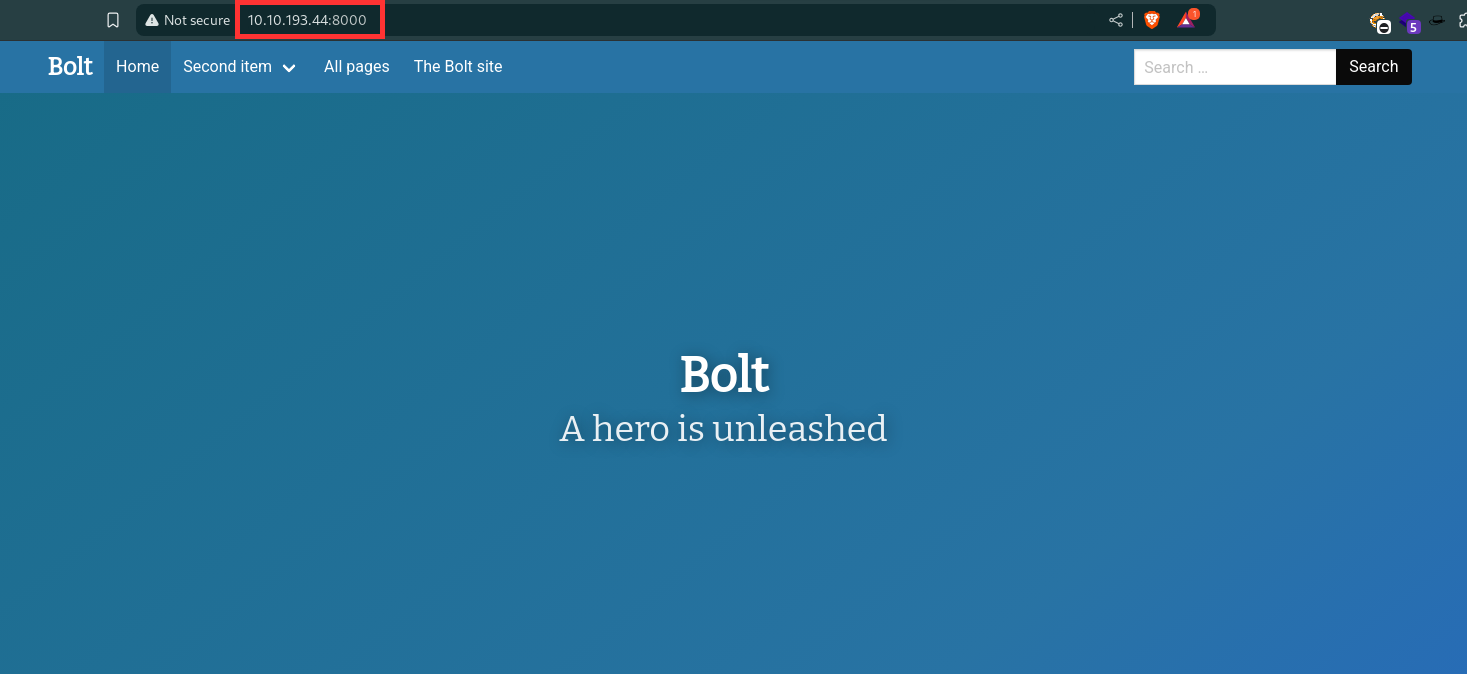 Not secure 10.10.193.44:8000
1
5
Bolt Home Second item All pages The Bolt site Search … Search
Bolt
A hero is unleashed